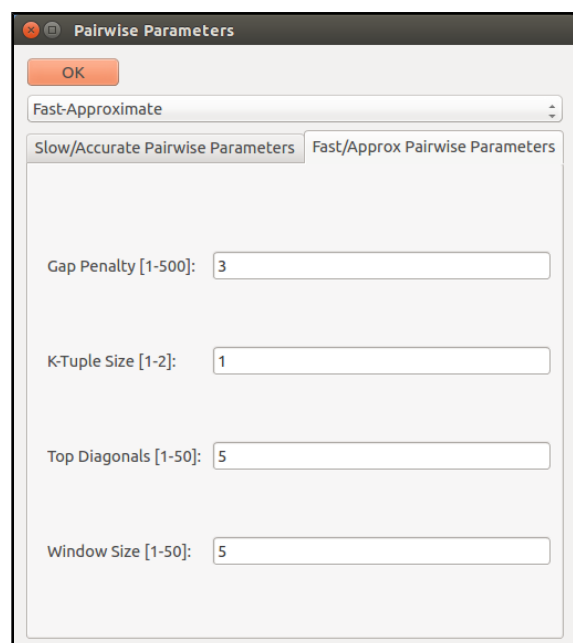 Pairwise Parameters
OK
Fast-Approximate
Slow/Accurate Pairwise Parameters Fast/Approx Pairwise Parameters
Gap Penalty [1-500]: 3
K-Tuple Size [1-2]: 1
Top Diagonals [1-50]: 5
Window Size [1-50]: 5